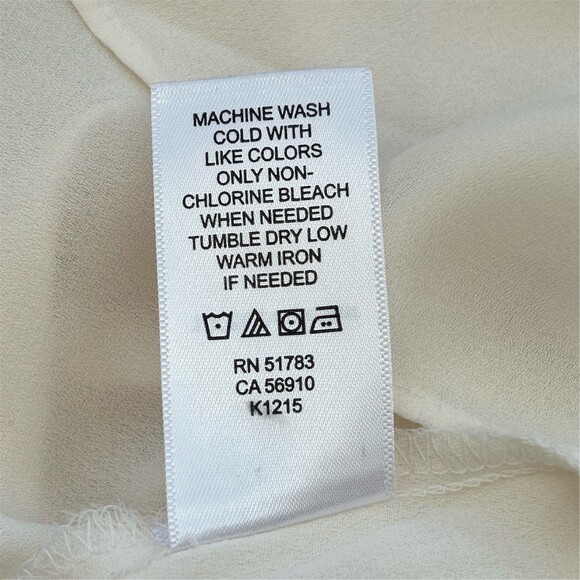 MACHINE WASH
COLD WITH
LIKE COLORS
ONLY NON-
CHLORINE BLEACH
WHEN NEEDED
TUMBLE DRY LOW
WARM IRON
IF NEEDED
RN 51783
CA 56910
K1215